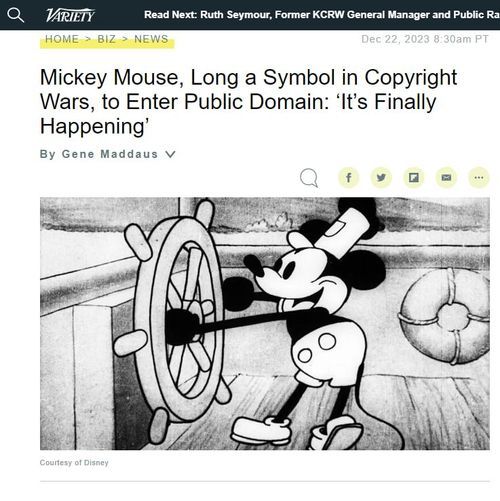 VARIETY
Read Next: Ruth Seymour, Former KCRW General Manager and Public Ra
HOME > BIZ > NEWS
Dec 22, 2023 8:30am PT
Mickey Mouse, Long a Symbol in Copyright
Wars, to Enter Public Domain: ‘It’s Finally
Happening’
By Gene Maddaus
Courtesy of Disney